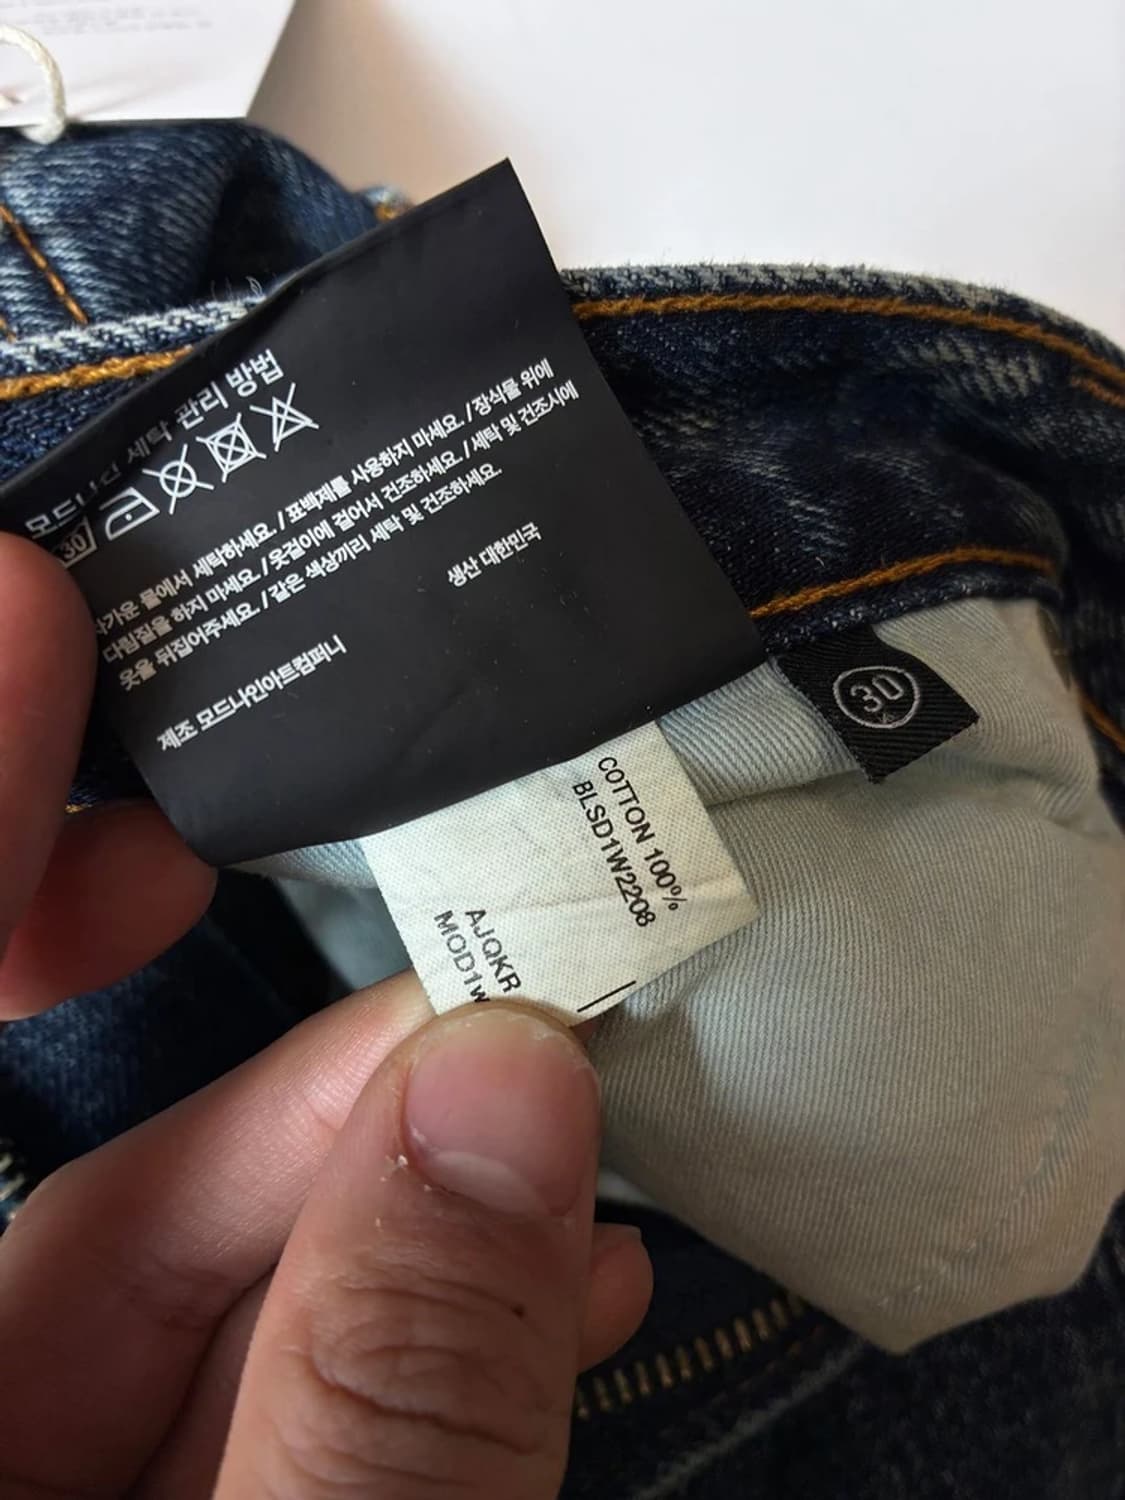 모드나인 세탁 관리 방법
30
차가운 물에서 세탁하세요. / 표백제를 사용하지 마세요. / 장식물 위에
다림질을 하지 마세요. / 옷걸이에 걸어서 건조하세요. / 세탁 및 건조시에
옷을 뒤집어주세요. / 같은 색상끼리 세탁 및 건조하세요.
생산 대한민국
제조 모드나인아트컴퍼니
30
COTTON 100%
BLSD1W2208
AJQKR
MOD1W